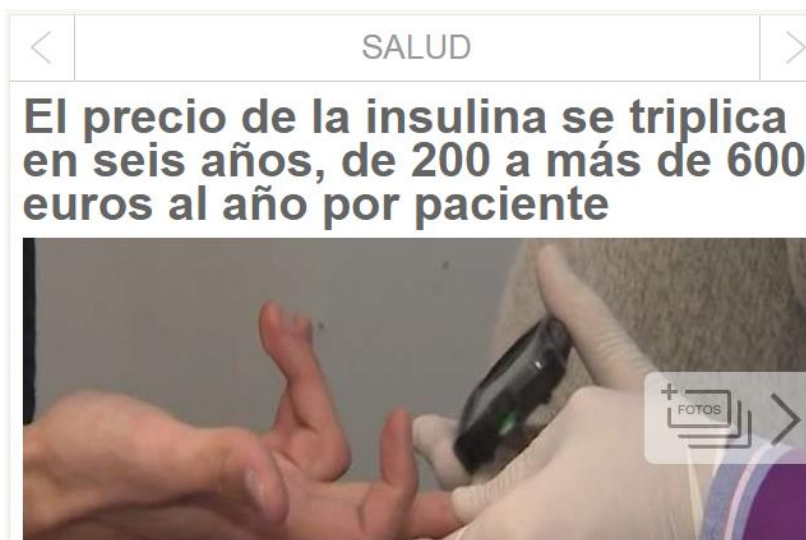 SALUD
El precio de la insulina se triplica
en seis años, de 200 a más de 600
euros al año por paciente
FOTOS